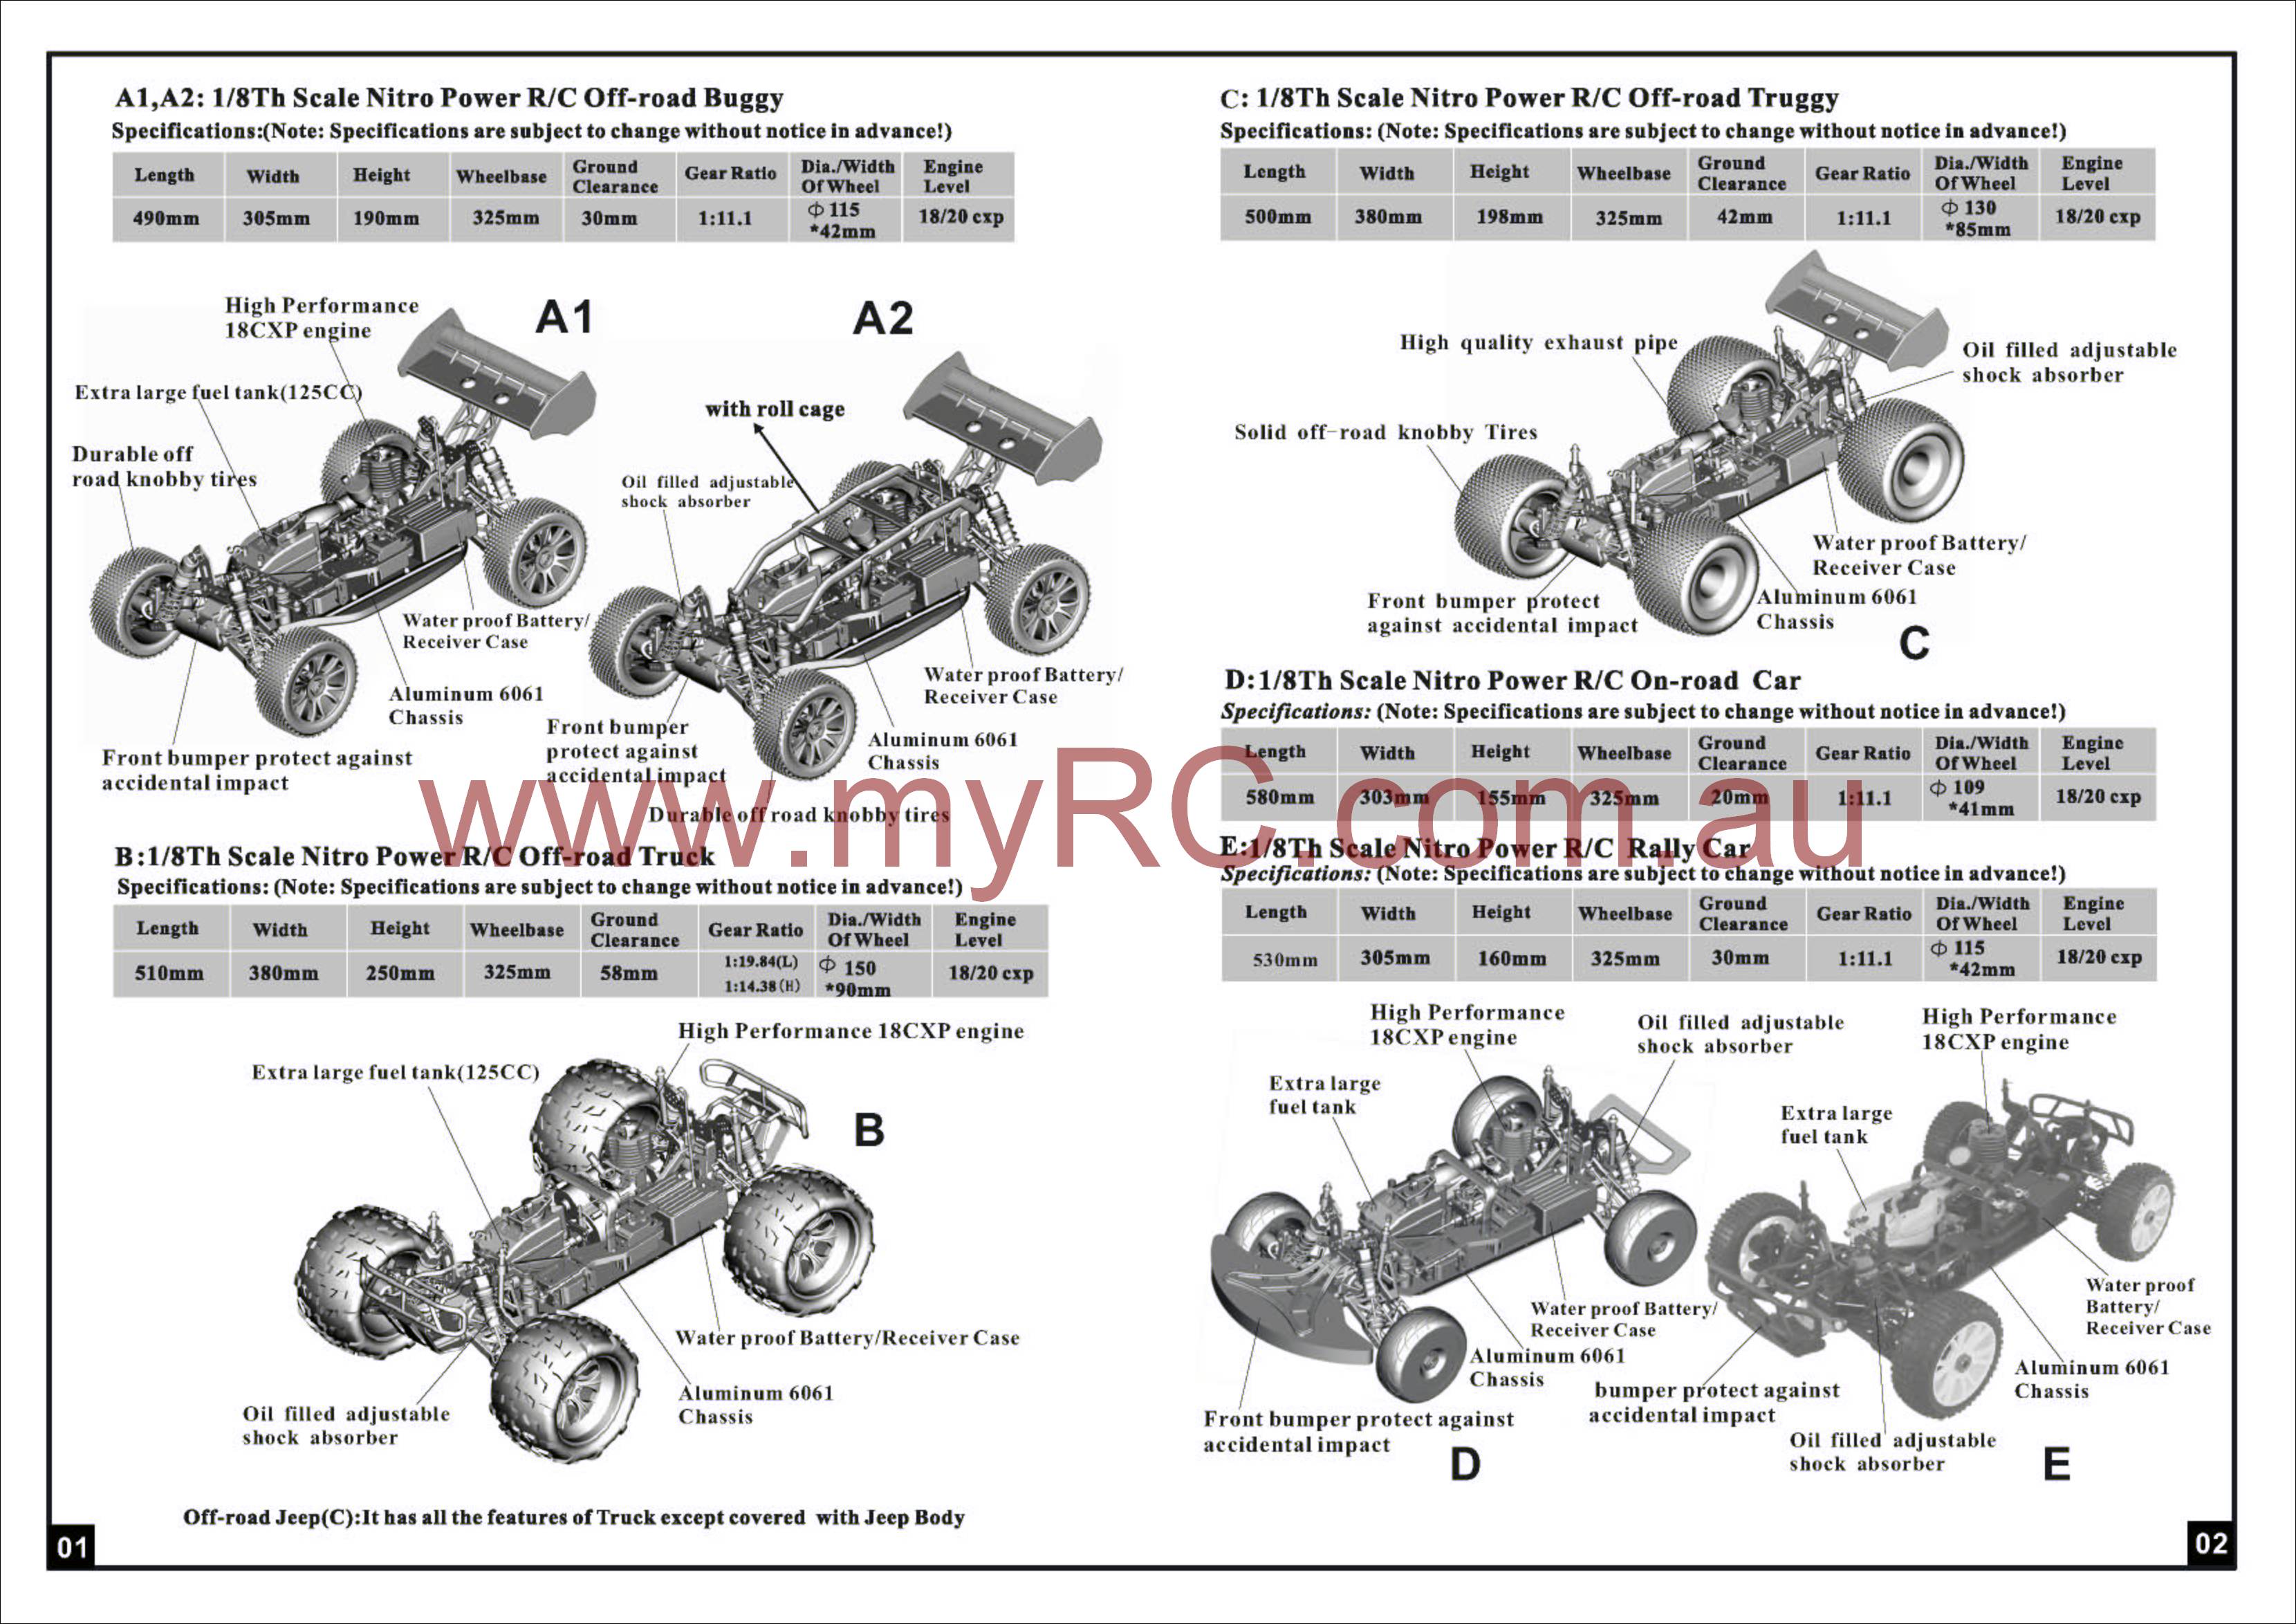 A1,A2: 1/8Th Scale Nitro Power R/C Off-road Buggy
Specifications:(Note: Specifications are subject to change without notice in advance!)
Length Width Height Wheelbase Ground Clearance Gear Ratio Dia./Width Of Wheel Engine Level
490mm 305mm 190mm 325mm 30mm 1:11.1 Φ 115 *42mm 18/20 cxp
High Performance
18CXP engine
A1
A2
Extra large fuel tank(125CC)
with roll cage
Durable off
road knobby tires
Oil filled adjustable
shock absorber
Water proof Battery/
Receiver Case
Aluminum 6061
Chassis
Front bumper protect against
accidental impact
Water proof Battery/
Receiver Case
Front bumper
protect against
accidental impact
Aluminum 6061
Chassis
Durable off road knobby tires
B:1/8Th Scale Nitro Power R/C Off-road Truck
Specifications: (Note: Specifications are subject to change without notice in advance!)
Length Width Height Wheelbase Ground Clearance Gear Ratio Dia./Width Of Wheel Engine Level
510mm 380mm 250mm 325mm 58mm 1:19.84(L) 1:14.38(H) Φ 150 *90mm 18/20 cxp
High Performance 18CXP engine
Extra large fuel tank(125CC)
B
Water proof Battery/Receiver Case
Aluminum 6061
Chassis
Oil filled adjustable
shock absorber
Off-road Jeep(C):It has all the features of Truck except covered with Jeep Body
01
C: 1/8Th Scale Nitro Power R/C Off-road Truggy
Specifications: (Note: Specifications are subject to change without notice in advance!)
Length Width Height Wheelbase Ground Clearance Gear Ratio Dia./Width Of Wheel Engine Level
500mm 380mm 198mm 325mm 42mm 1:11.1 Φ 130 *85mm 18/20 cxp
High quality exhaust pipe
Oil filled adjustable
shock absorber
Solid off-road knobby Tires
Water proof Battery/
Receiver Case
Front bumper protect
against accidental impact
Aluminum 6061
Chassis
C
D:1/8Th Scale Nitro Power R/C On-road Car
Specifications: (Note: Specifications are subject to change without notice in advance!)
Length Width Height Wheelbase Ground Clearance Gear Ratio Dia./Width Of Wheel Engine Level
580mm 303mm 155mm 325mm 20mm 1:11.1 Φ 109 *41mm 18/20 cxp
www.myRC.com.au
E:1/8Th Scale Nitro Power R/C Rally Car
Specifications: (Note: Specifications are subject to change without notice in advance!)
Length Width Height Wheelbase Ground Clearance Gear Ratio Dia./Width Of Wheel Engine Level
530mm 305mm 160mm 325mm 30mm 1:11.1 Φ 115 *42mm 18/20 cxp
High Performance
18CXP engine
Oil filled adjustable
shock absorber
High Performance
18CXP engine
Extra large
fuel tank
Extra large
fuel tank
Water proof Battery/
Receiver Case
Aluminum 6061
Chassis
Front bumper protect against
accidental impact
D
Water proof
Battery/
Receiver Case
Aluminum 6061
Chassis
bumper protect against
accidental impact
Oil filled adjustable
shock absorber
E
02